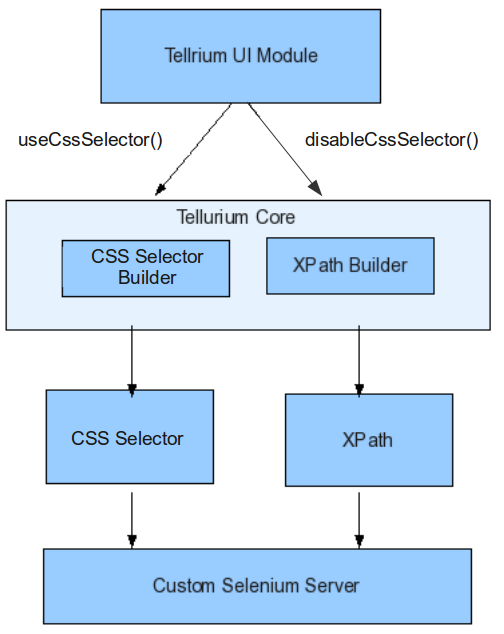 Tellrium UI Module
useCssSelector()
disableCssSelector()
Tellurium Core
CSS Selector
Builder
XPath Builder
CSS Selector
XPath
Custom Selenium Server